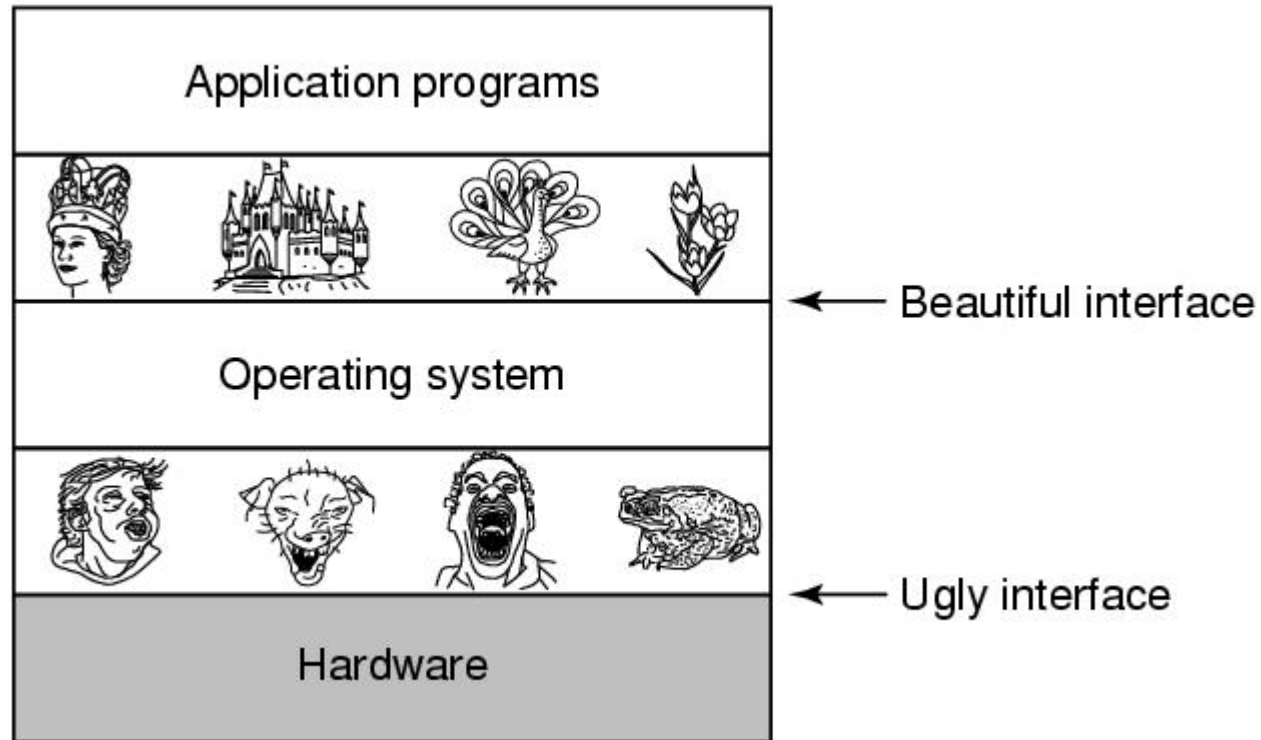 Application programs
Beautiful interface
Operating system
Ugly interface
Hardware